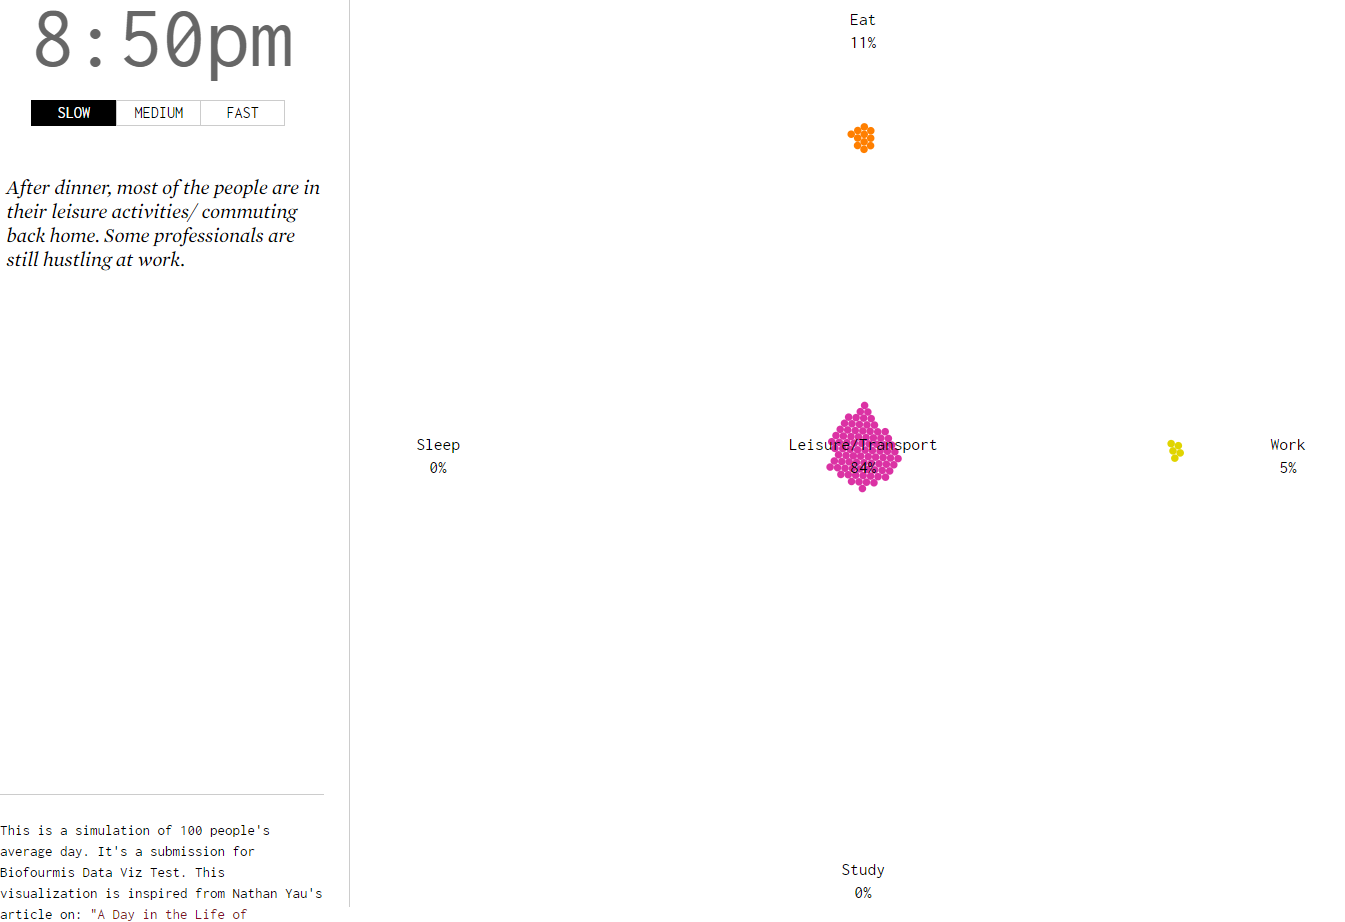 8:50pm
SLOW MEDIUM FAST
After dinner, most of the people are in
their leisure activities/ commuting
back home. Some professionals are
still hustling at work.
This is a simulation of 100 people's
average day. It's a submission for
Biofourmis Data Viz Test. This
visualization is inspired from Nathan Yau's
article on: "A Day in the Life of
Eat
11%
Sleep
0%
Leisure/Transport
84%
Work
5%
Study
0%